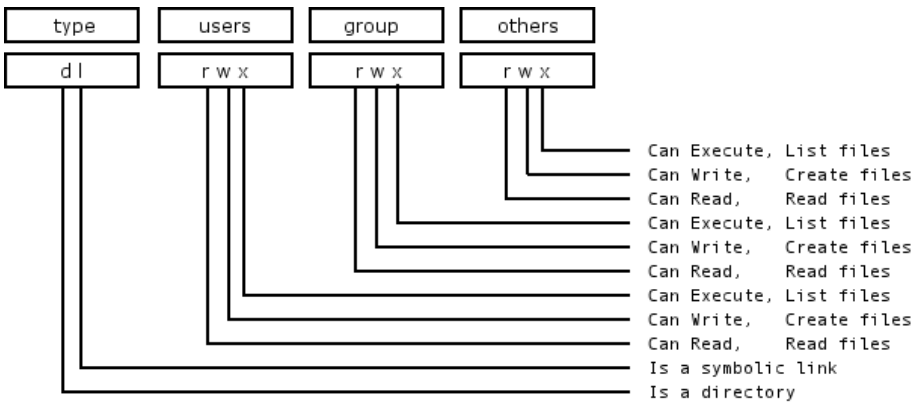 type users group others
d l r w x r w x r w x
Can Execute, List files
Can Write, Create files
Can Read, Read files
Can Execute, List files
Can Write, Create files
Can Read, Read files
Can Execute, List files
Can Write, Create files
Can Read, Read files
Is a symbolic link
Is a directory